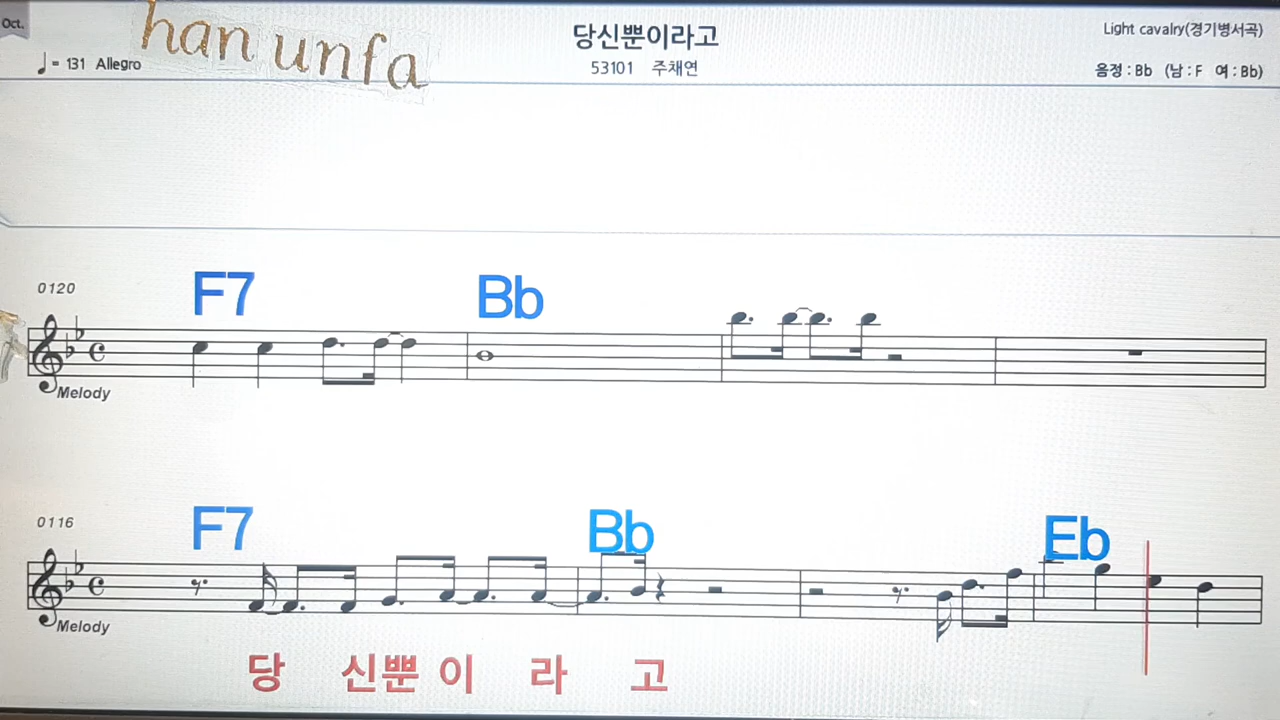 Oct.
han unfa
당신뿐이라고
Light cavalry(경기병서곡)
♩= 131 Allegro
53101 주채연
음정 : Bb (남 : F 여 : Bb)
F7 Bb
0120
Melody
F7 Bb Eb
0116
Melody
당 신뿐 이 라 고